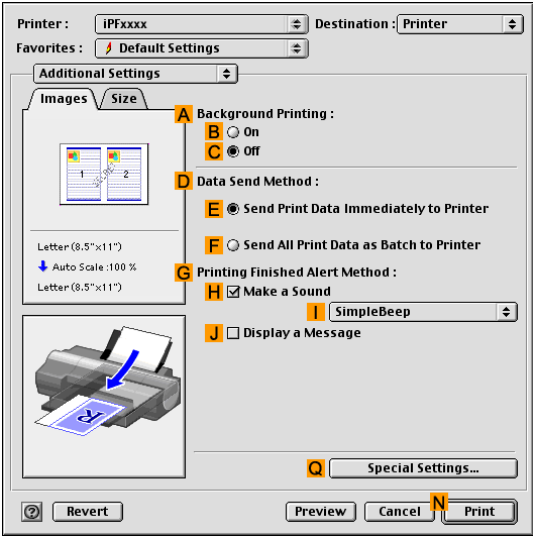 Printer : iPFxxxx Destination : Printer
Favorites : Default Settings
Additional Settings
Images Size
1 2
SECRET
Letter (8.5"x11")
Auto Scale :100 %
Letter (8.5"x11")
R
A Background Printing :
B On
C Off
D Data Send Method :
E Send Print Data Immediately to Printer
F Send All Print Data as Batch to Printer
G Printing Finished Alert Method :
H Make a Sound
I SimpleBeep
J Display a Message
Q Special Settings...
? Revert Preview Cancel N Print